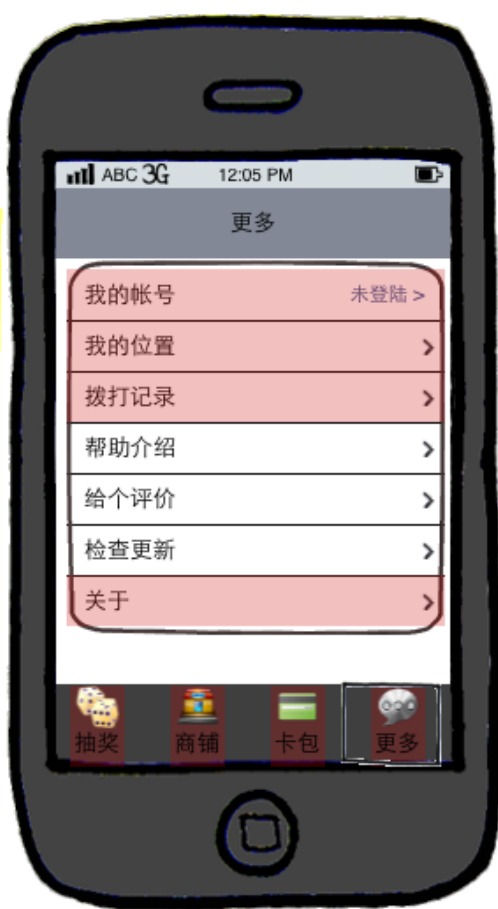 ABC 3G 12:05 PM
更多
我的帐号 未登陆 >
我的位置
拨打记录
帮助介绍
给个评价
检查更新
关于
抽奖 商铺 卡包 更多